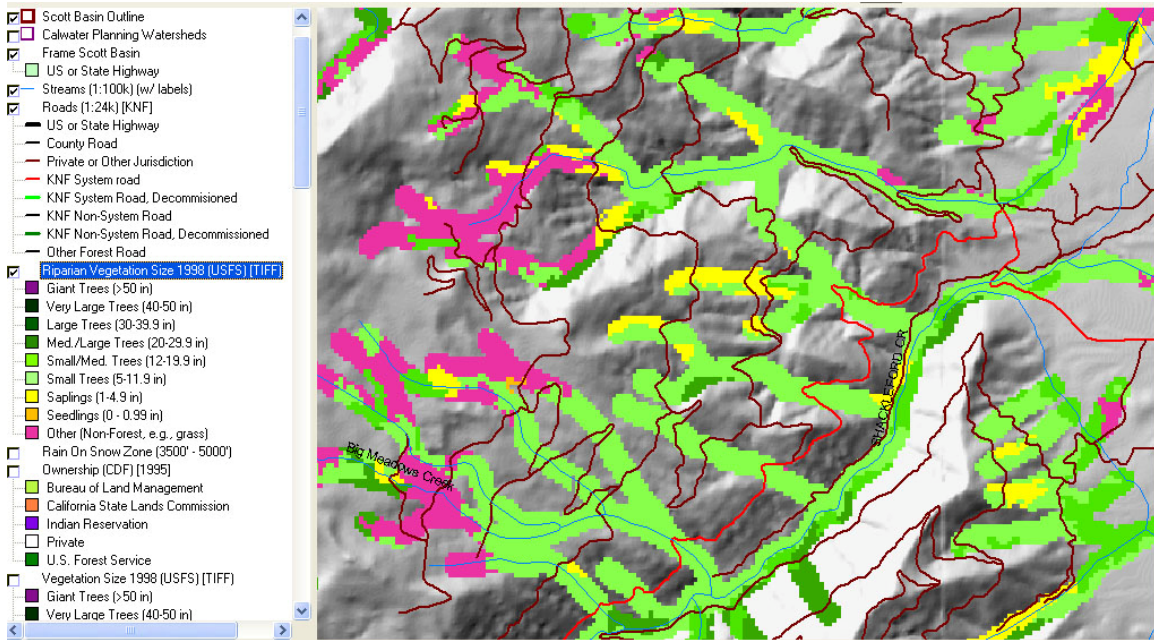 Scott Basin Outline
Calwater Planning Watersheds
Frame Scott Basin
US or State Highway
Streams (1:100k) (w/ labels)
Roads (1:24k) [KNF]
US or State Highway
County Road
Private or Other Jurisdiction
KNF System road
KNF System Road, Decommisioned
KNF Non-System Road
KNF Non-System Road, Decommissioned
Other Forest Road
Riparian Vegetation Size 1998 (USFS) [TIFF]
Giant Trees (>50 in)
Very Large Trees (40-50 in)
Large Trees (30-39.9 in)
Med./Large Trees (20-29.9 in)
Small/Med. Trees (12-19.9 in)
Small Trees (5-11.9 in)
Saplings (1-4.9 in)
Seedlings (0 - 0.99 in)
Other (Non-Forest, e.g., grass)
Rain On Snow Zone (3500' - 5000')
Ownership (CDF) [1995]
Bureau of Land Management
California State Lands Commission
Indian Reservation
Private
U.S. Forest Service
Vegetation Size 1998 (USFS) [TIFF]
Giant Trees (>50 in)
Very Large Trees (40-50 in)
SHACKLEFORD CR
Big Meadows Creek